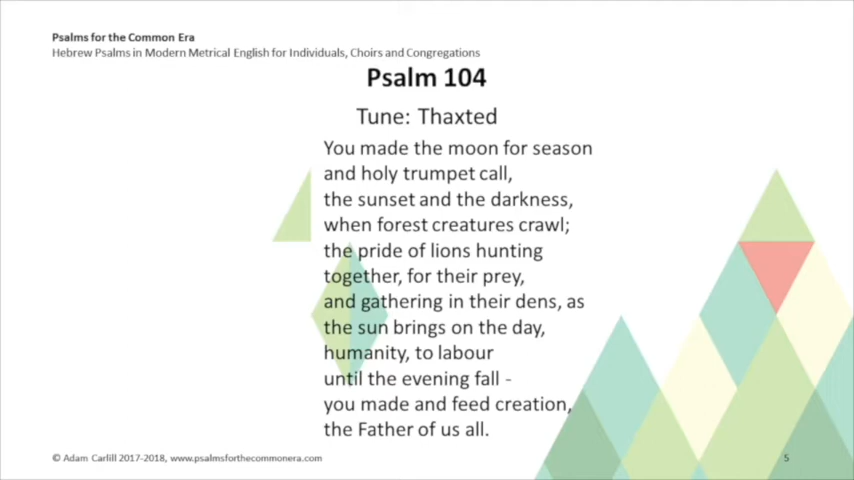 Psalms for the Common Era
Hebrew Psalms in Modern Metrical English for Individuals, Choirs and Congregations
Psalm 104
Tune: Thaxted
You made the moon for season
and holy trumpet call,
the sunset and the darkness,
when forest creatures crawl;
the pride of lions hunting
together, for their prey,
and gathering in their dens, as
the sun brings on the day,
humanity, to labour
until the evening fall -
you made and feed creation,
the Father of us all.
© Adam Carlill 2017-2018, www.psalmsforthecommonera.com
5